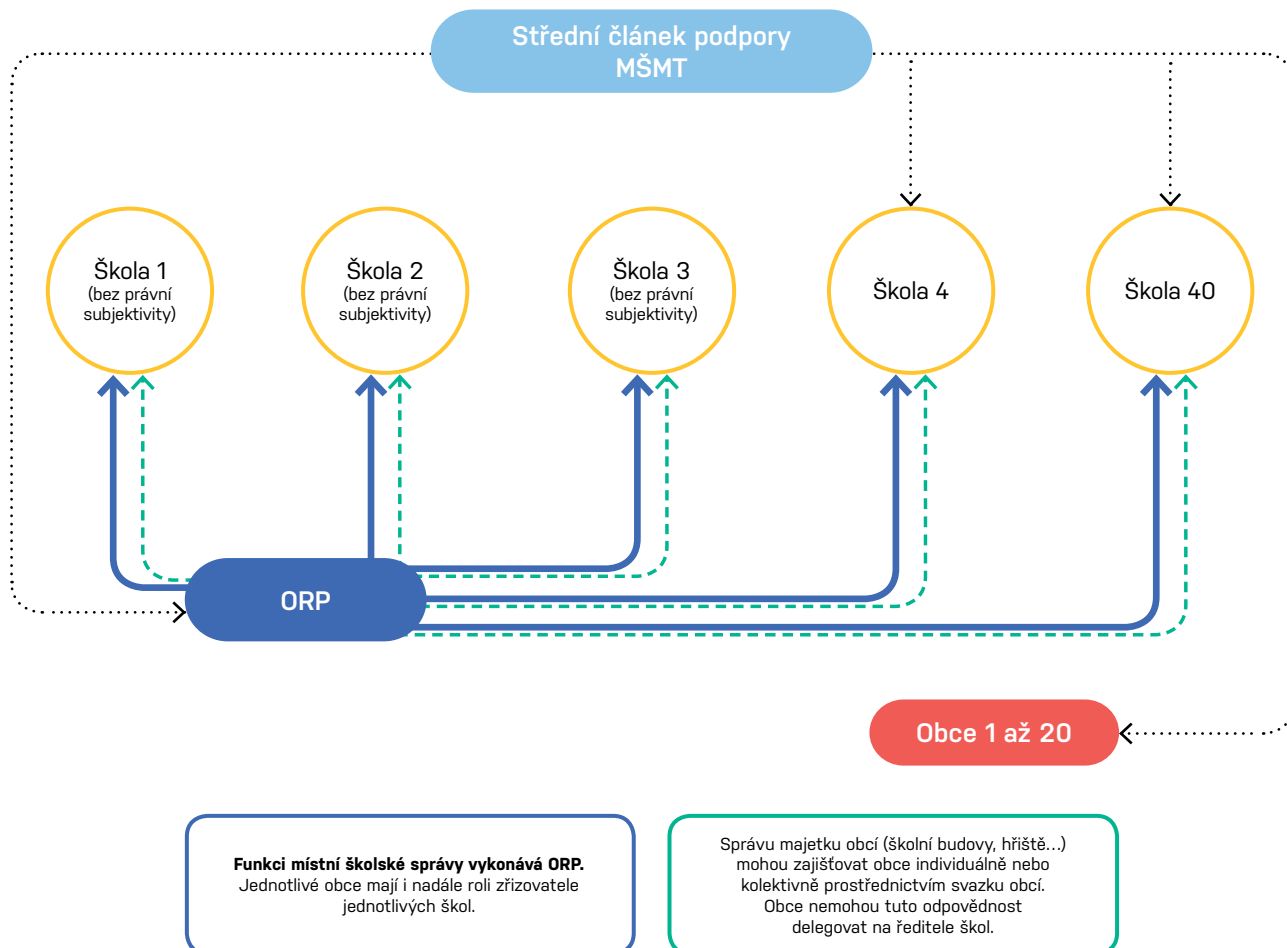 Střední článek podpory
MŠMT
Škola 1
(bez právní
subjektivity)
Škola 2
(bez právní
subjektivity)
Škola 3
(bez právní
subjektivity)
Škola 4
Škola 40
ORP
Obce 1 až 20
Funkci místní školské správy vykonává ORP.
Jednotlivé obce mají i nadále roli zřizovatele
jednotlivých škol.
Správu majetku obcí (školní budovy, hřiště...)
mohou zajišťovat obce individuálně nebo
kolektivně prostřednictvím svazku obcí.
Obce nemohou tuto odpovědnost
delegovat na ředitele škol.